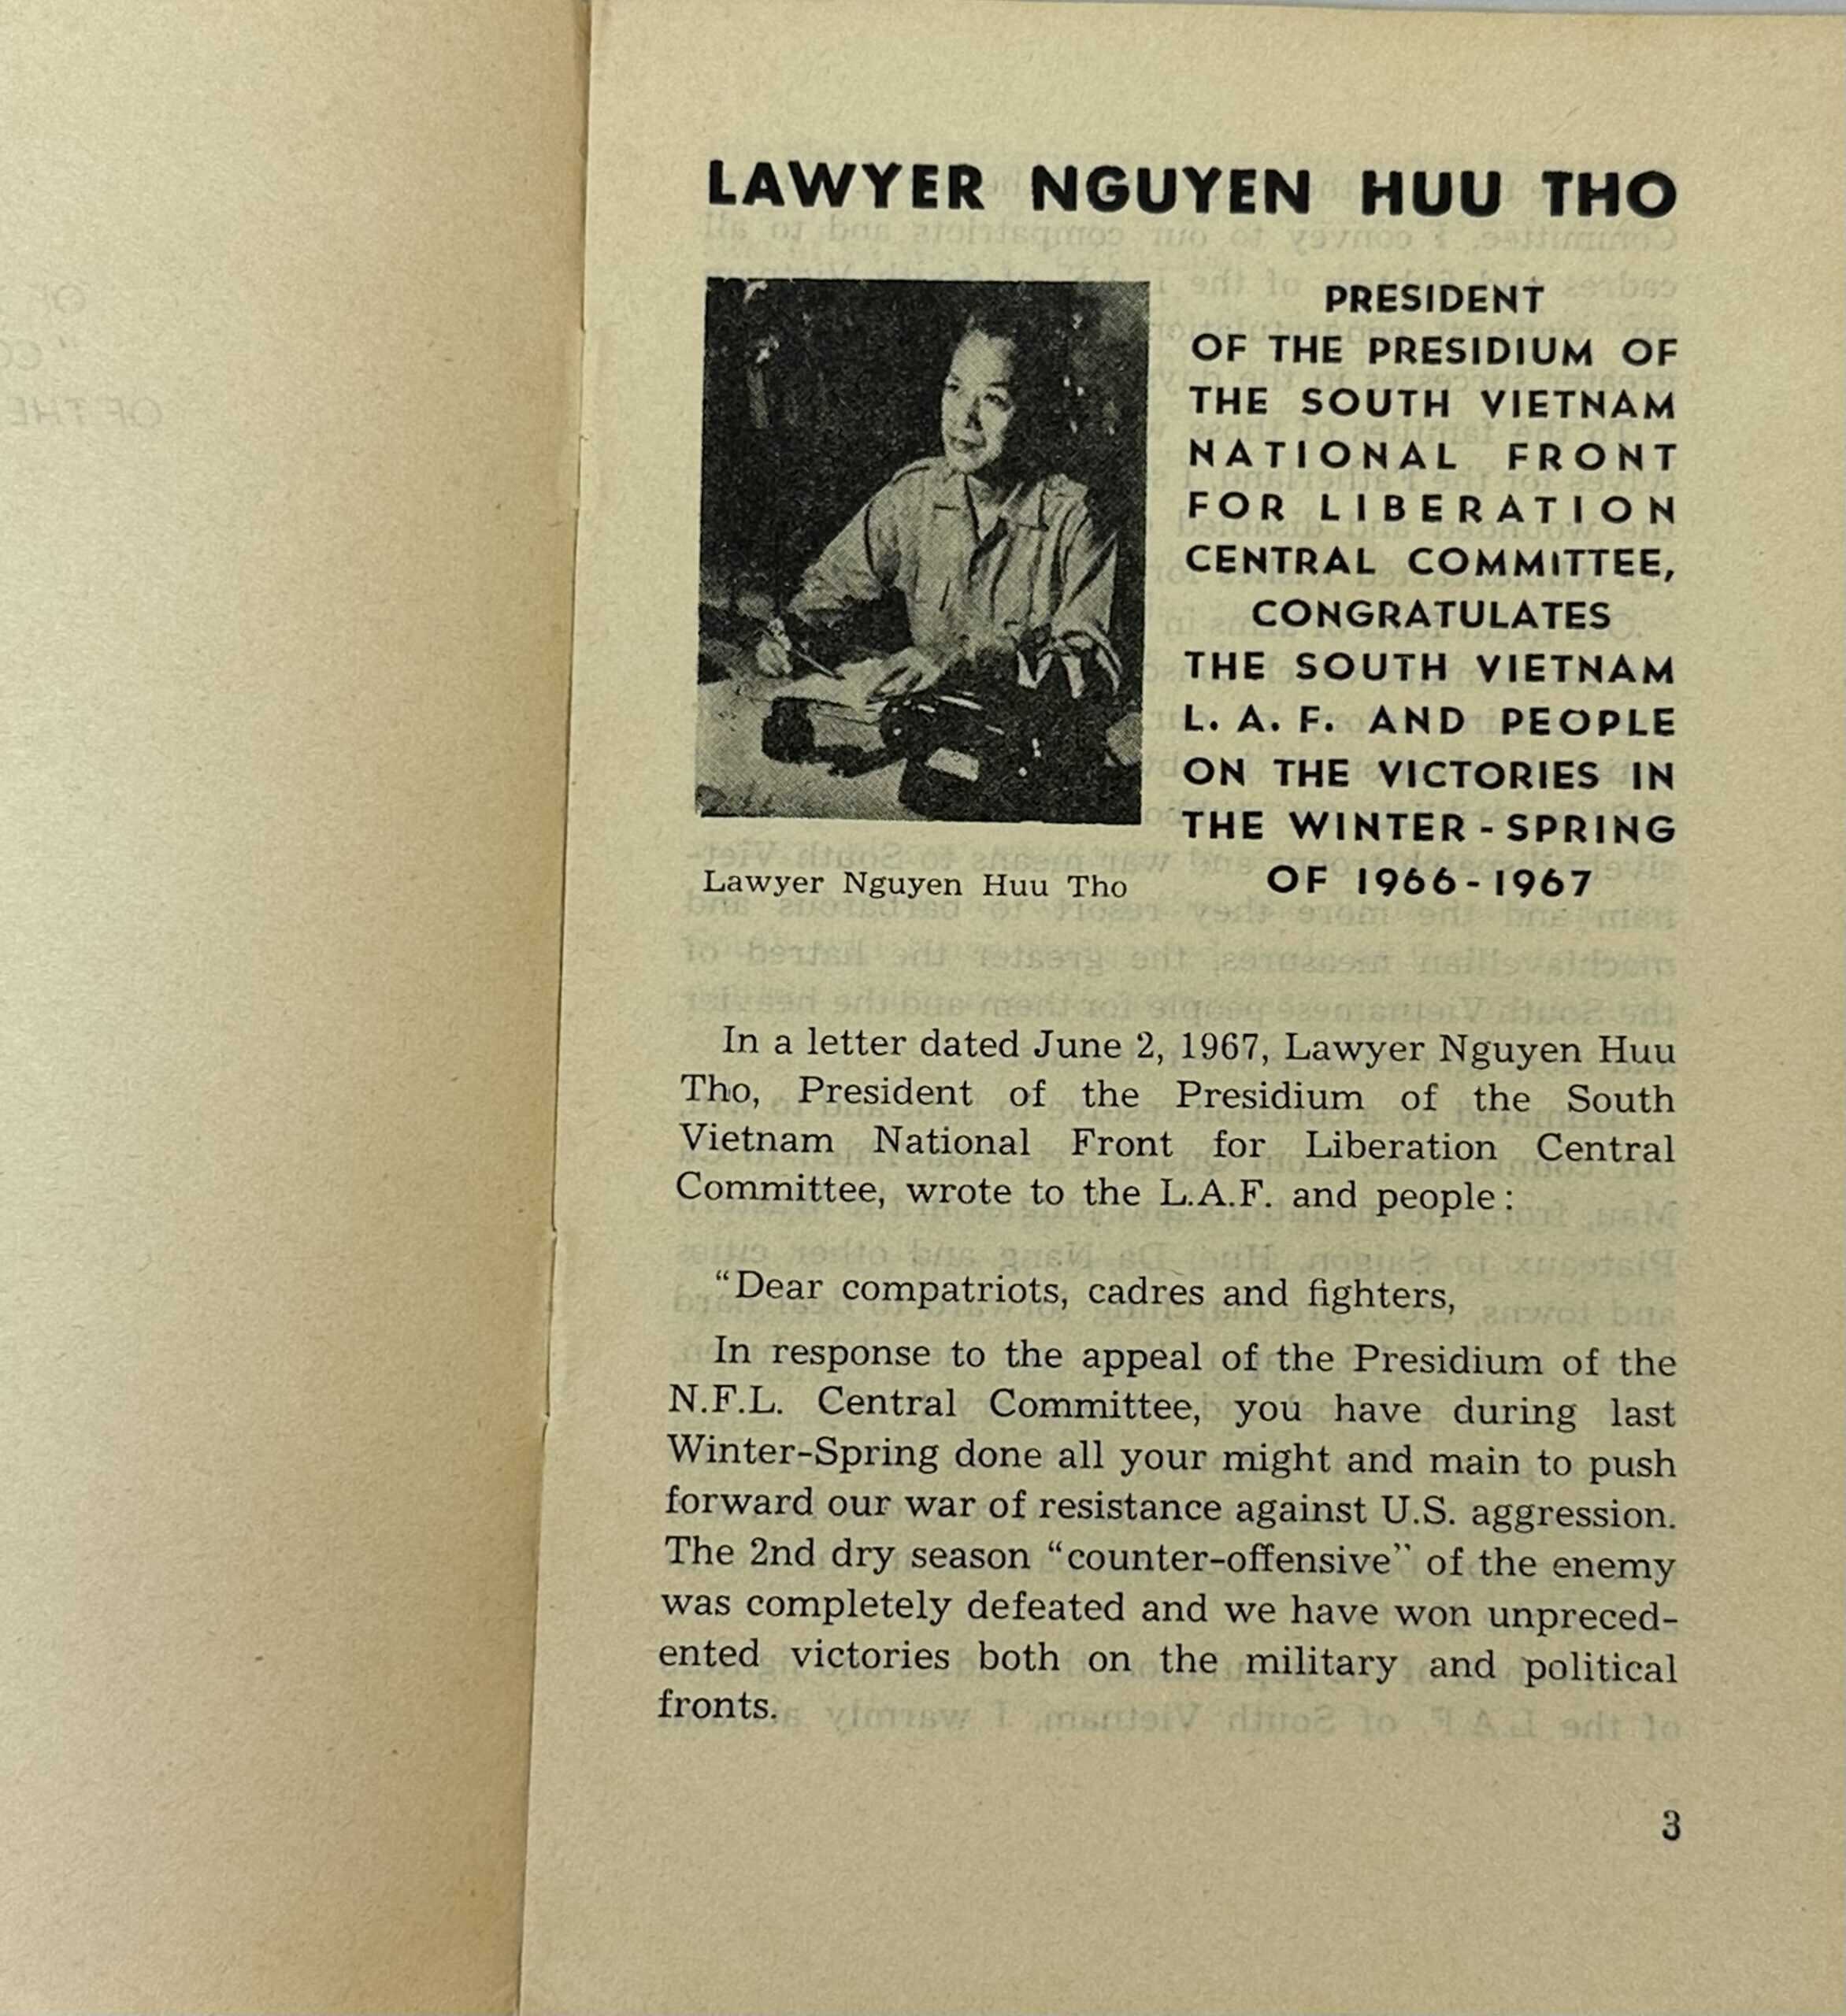 LAWYER NGUYEN HUU THO
PRESIDENT
OF THE PRESIDIUM OF
THE SOUTH VIETNAM
NATIONAL FRONT
FOR LIBERATION
CENTRAL COMMITTEE,
CONGRATULATES
THE SOUTH VIETNAM
L. A. F. AND PEOPLE
ON THE VICTORIES IN
THE WINTER-SPRING
OF 1966-1967
Lawyer Nguyen Huu Tho
In a letter dated June 2, 1967, Lawyer Nguyen Huu
Tho, President of the Presidium of the South
Vietnam National Front for Liberation Central
Committee, wrote to the L.A.F. and people:
“Dear compatriots, cadres and fighters,
In response to the appeal of the Presidium of the
N.F.L. Central Committee, you have during last
Winter-Spring done all your might and main to push
forward our war of resistance against U.S. aggression.
The 2nd dry season “counter-offensive” of the enemy
was completely defeated and we have won unpreced-
ented victories both on the military and political
fronts.
3